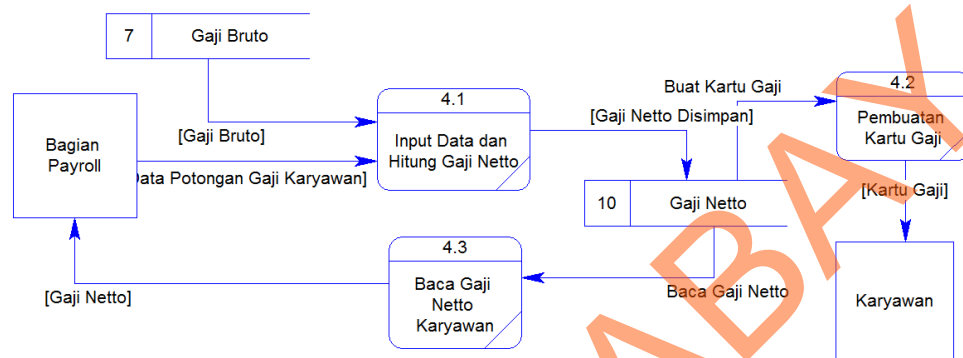 7 Gaji Bruto
Bagian
Payroll
[Gaji Bruto]
ata Potongan Gaji Karyawan]
4.1
Input Data dan
Hitung Gaji Netto
[Gaji Netto Disimpan]
Buat Kartu Gaji
4.2
Pembuatan
Kartu Gaji
10 Gaji Netto
[Kartu Gaji]
Karyawan
Baca Gaji Netto
4.3
Baca Gaji
Netto
Karyawan
[Gaji Netto]
ABAY